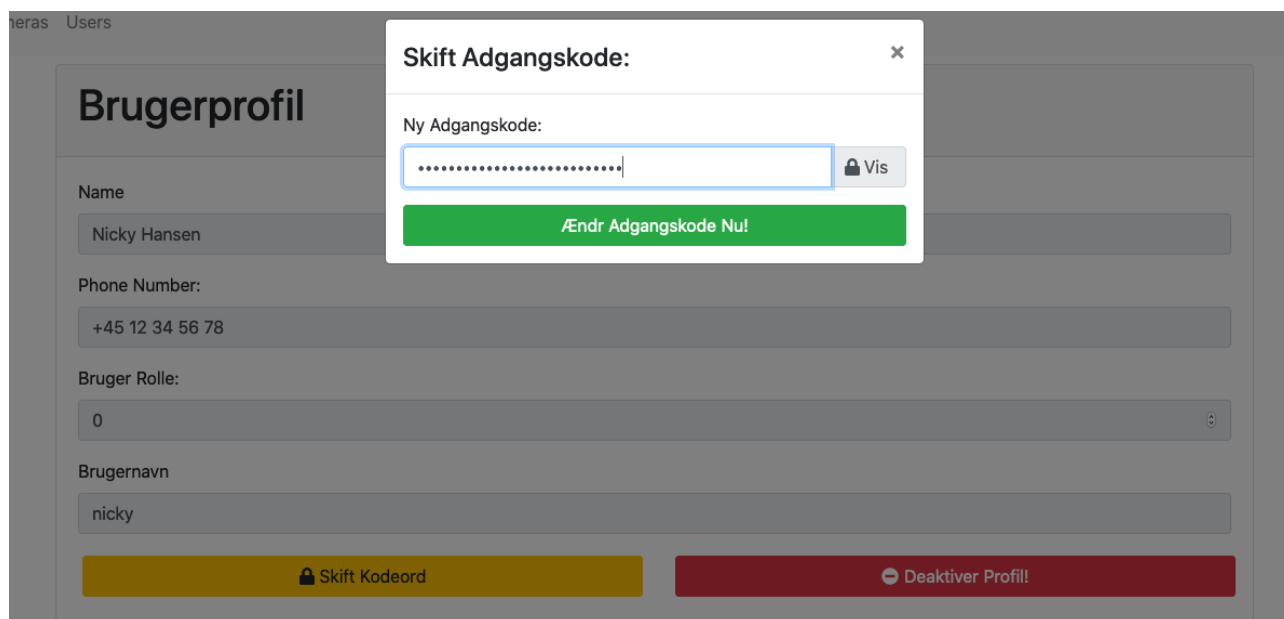 Users
Skift Adgangskode:
×
Brugerprofil
Ny Adgangskode:
••••••••••••••••••••••••••• 
Vis
Ændr Adgangskode Nu!
Name
Nicky Hansen
Phone Number:
+45 12 34 56 78
Bruger Rolle:
0
Brugernavn
nicky
Skift Kodeord
Deaktiver Profil!